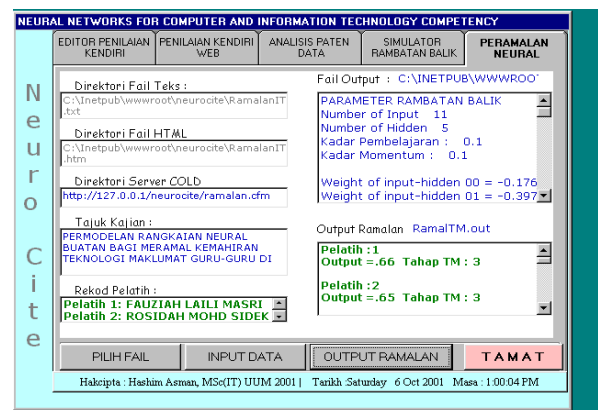 NEURAL NETWORKS FOR COMPUTER AND INFORMATION TECHNOLOGY COMPETENCY
EDITOR PENILAIAN KENDIRI
PENILAIAN KENDIRI WEB
ANALISIS PATEN DATA
SIMULATOR RAMBATAN BALIK
PERAMALAN NEURAL
Neuro Cite
Direktori Fail Teks :
C:\Inetpub\wwwroot\neurocite\RamalanIT
.txt
Direktori Fail HTML
C:\Inetpub\wwwroot\neurocite\RamalanIT
.htm
Direktori Server COLD
http://127.0.0.1/neurocite/ramalan.cfm
Tajuk Kajian :
PERMODELAN RANGKAIAN NEURAL
BUATAN BAGI MERAMAL KEMAHIRAN
TEKNOLOGI MAKLUMAT GURU-GURU DI
Rekod Pelatih :
Pelatih 1: FAUZIAH LAILI MASRI
Pelatih 2: ROSIDAH MOHD SIDEK
Fail Output : C:\INETPUB\WWWROO
PARAMETER RAMBATAN BALIK
Number of Input 11
Number of Hidden 5
Kadar Pembelajaran : 0.1
Kadar Momentum : 0.1
Weight of input-hidden 00 = -0.176
Weight of input-hidden 01 = -0.397
Output Ramalan RamalTM.out
Pelatih :1
Output =.66 Tahap TM : 3
Pelatih :2
Output =.65 Tahap TM : 3
PILIH FAIL
INPUT DATA
OUTPUT RAMALAN
TAMAT
Hakcipta : Hashim Asman, MSc(IT) UUM 2001 | Tarikh :Saturday 6 Oct 2001 Masa : 1:00:04 PM